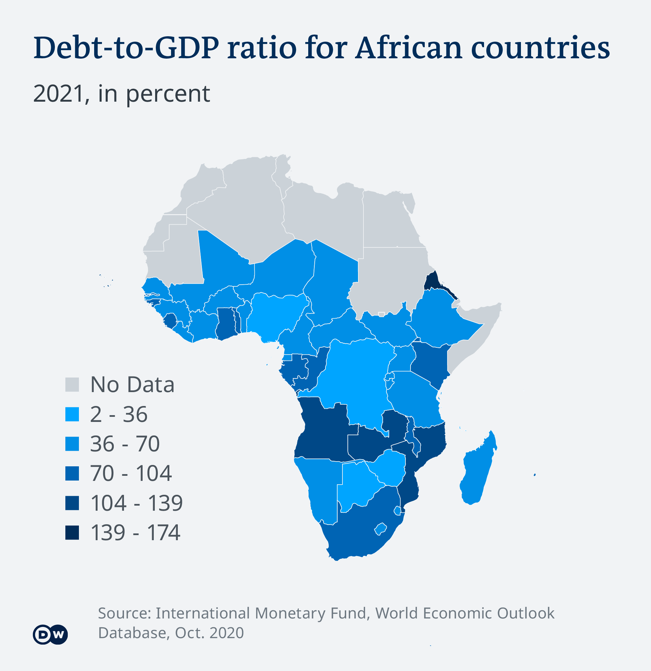 Debt-to-GDP ratio for African countries
2021, in percent
No Data
2 - 36
36 - 70
70 - 104
104 - 139
139 - 174
Source: International Monetary Fund, World Economic Outlook
Database, Oct. 2020
DW